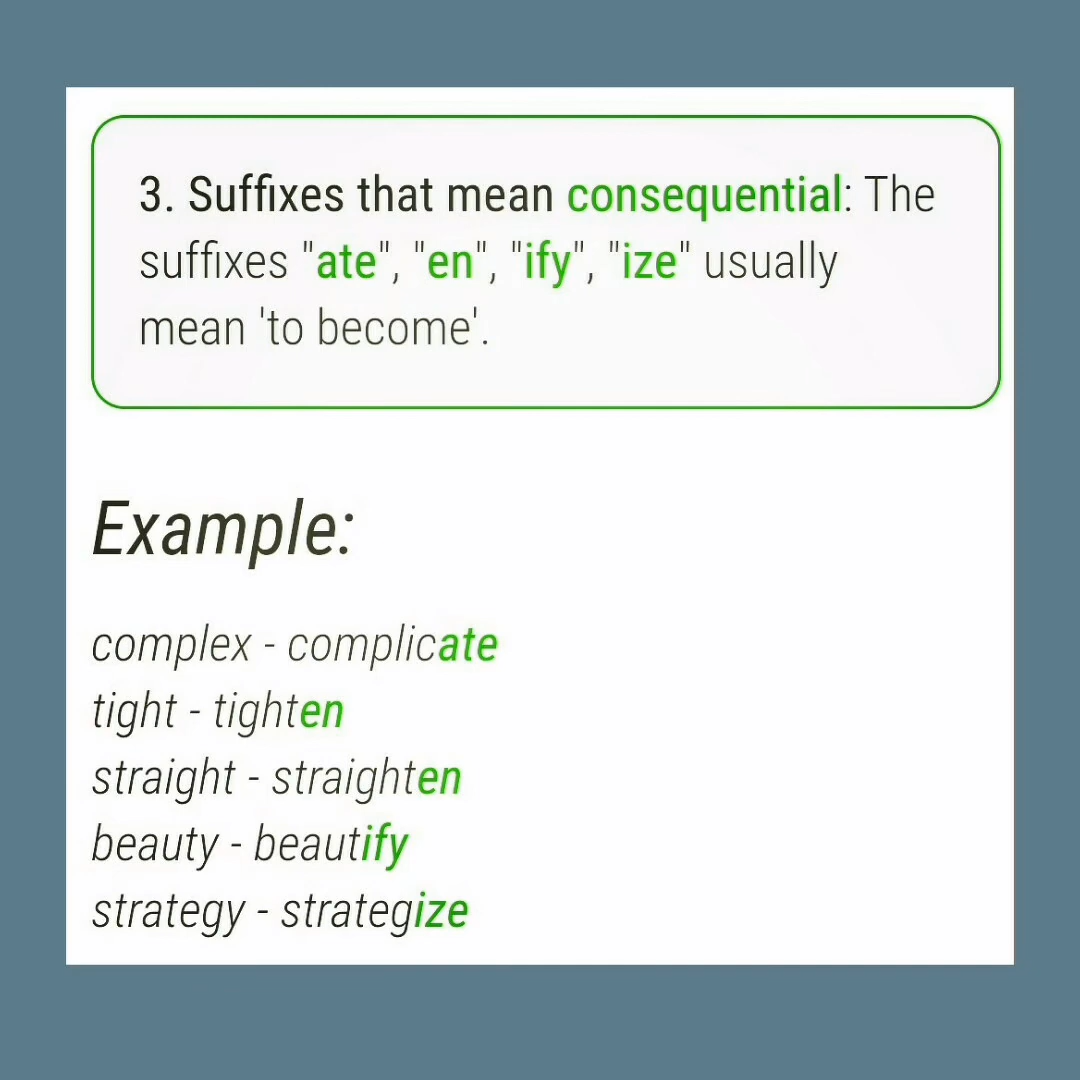 3. Suffixes that mean consequential: The
suffixes "ate", "en", "ify", "ize" usually
mean 'to become'.
Example:
complex - complicate
tight - tighten
straight - straighten
beauty - beautify
strategy - strategize